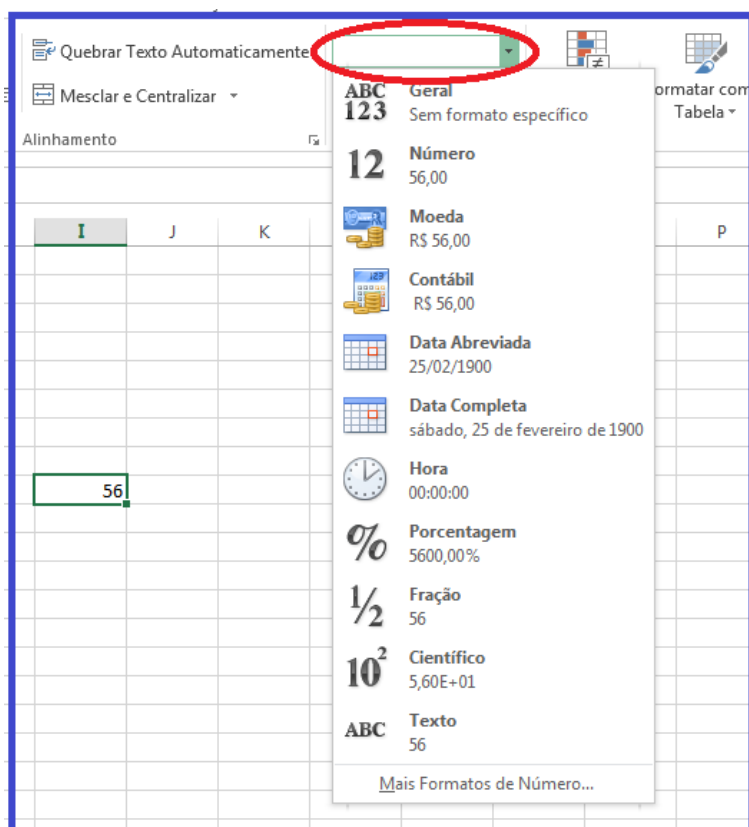 Quebrar Texto Automaticamente
Mesclar e Centralizar
Alinhamento
ormatar com
Tabela
I J K P
56
ABC
123
Geral
Sem formato específico
12
Número
56,00
Moeda
R$ 56,00
123
Contábil
R$ 56,00
Data Abreviada
25/02/1900
Data Completa
sábado, 25 de fevereiro de 1900
Hora
00:00:00
%
Porcentagem
5600,00%
1/2
Fração
56
10²
Científico
5,60E+01
ABC
Texto
56
Mais Formatos de Número...